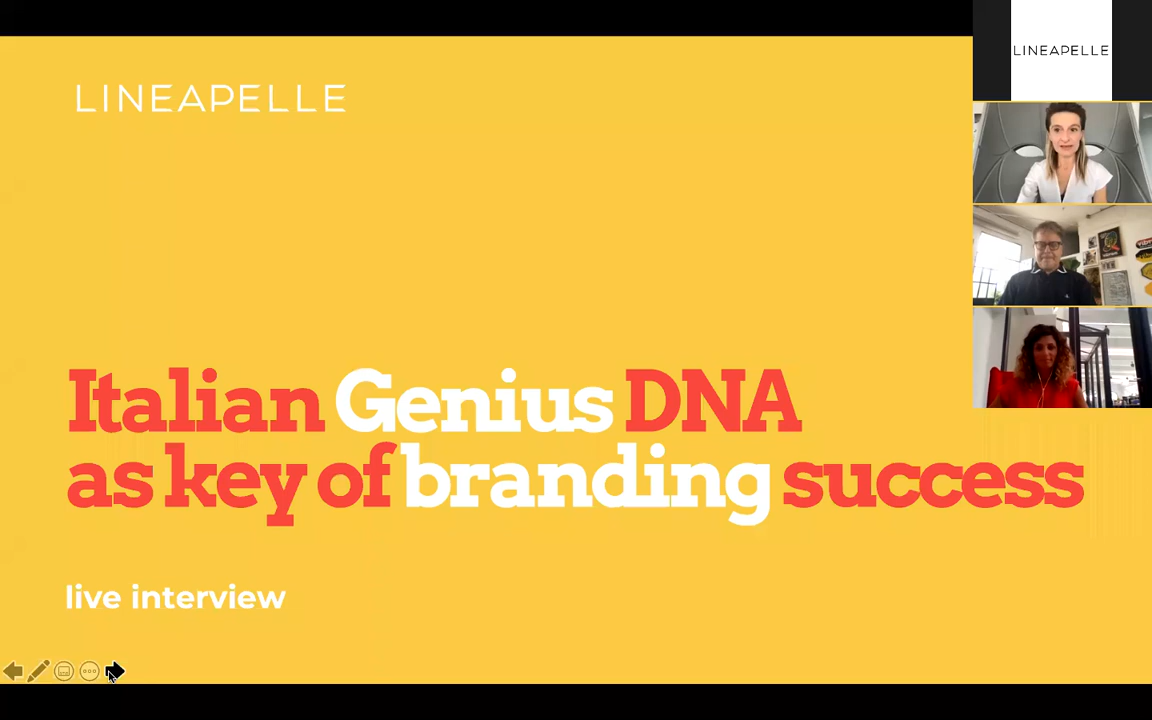 LINEAPELLE
LINEAPELLE
Italian Genius DNA
as key of branding success
live interview